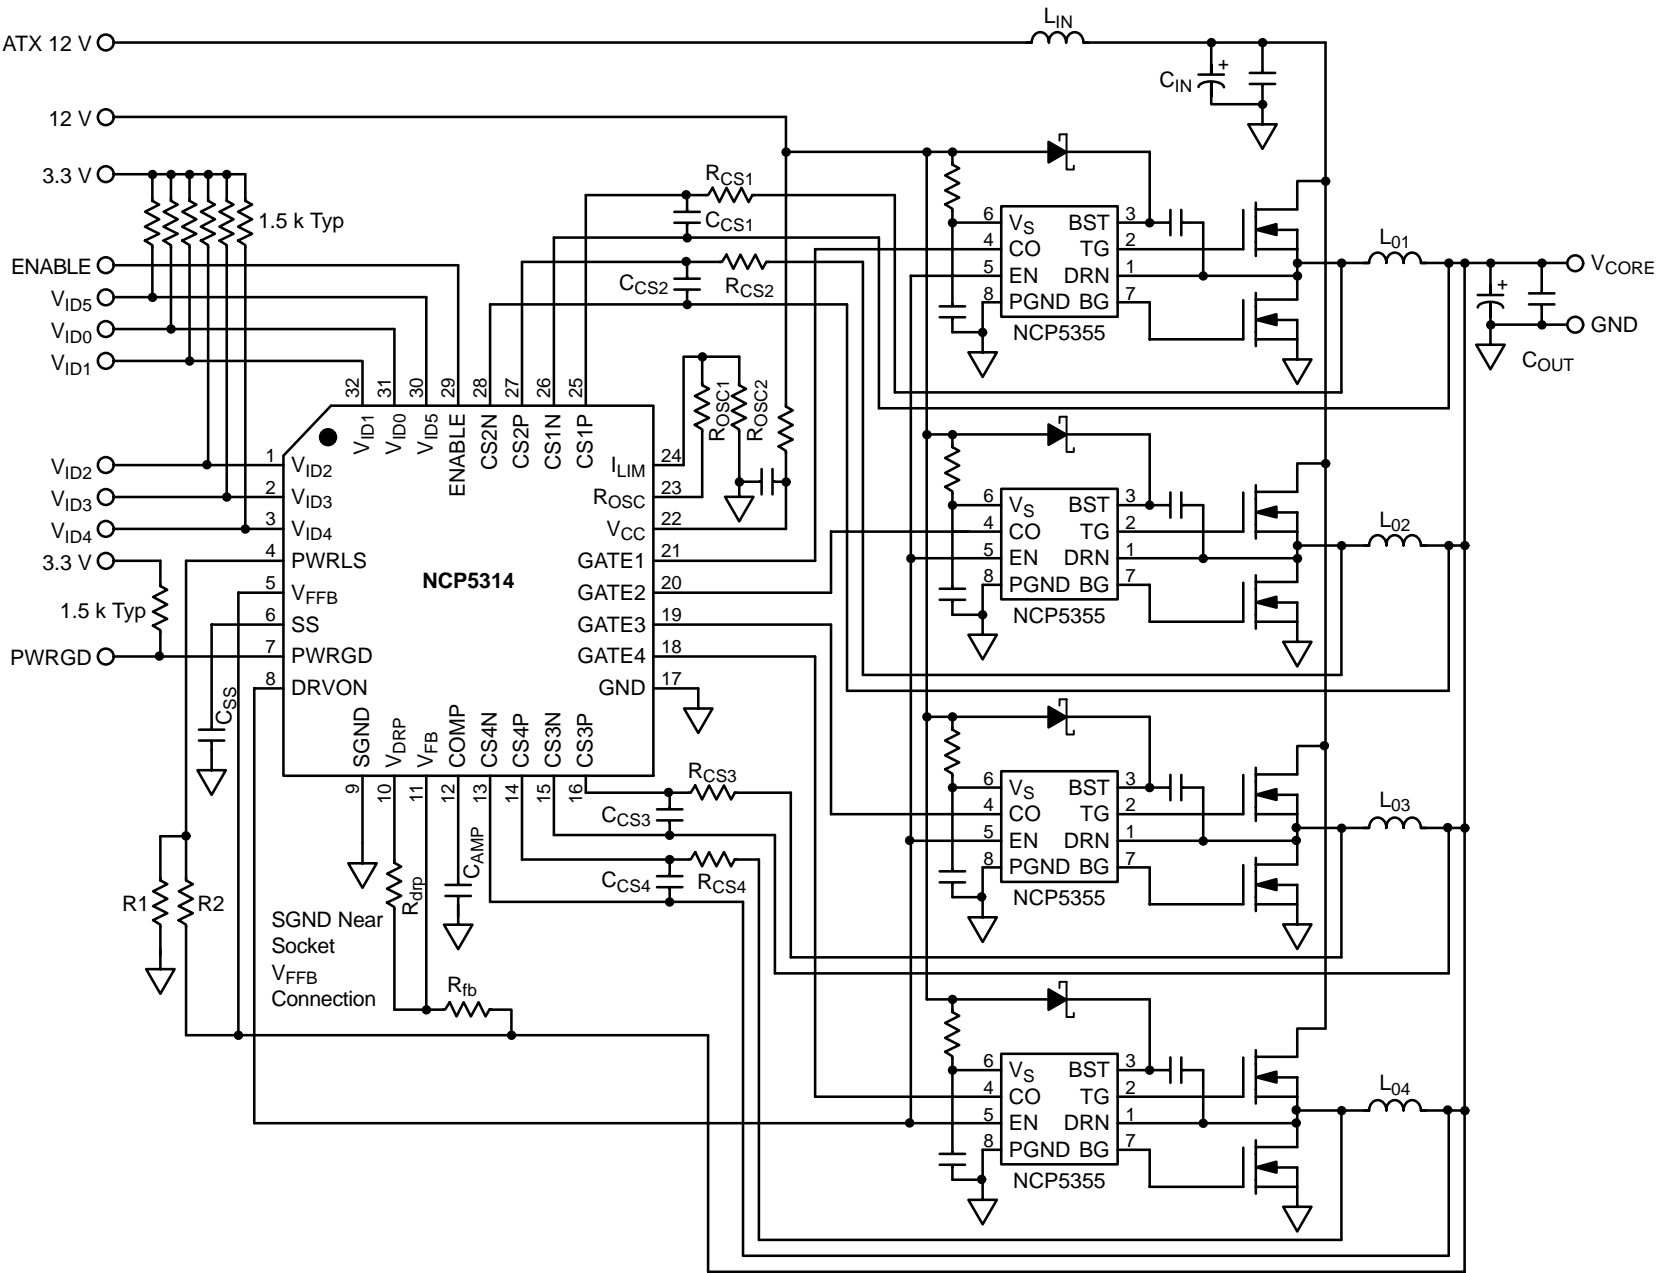 L_IN
ATX 12 V
C_IN +
12 V
3.3 V
1.5 k Typ
ENABLE
V_ID5
V_ID0
V_ID1
R_CS1
C_CS1
C_CS2 R_CS2
32 31 30 29 28 27 26 25
V_ID1 V_ID0 V_ID5 ENABLE CS2N CS2P CS1N CS1P
R_OSC1 R_OSC2
V_ID2 1 V_ID2
V_ID3 2 V_ID3
V_ID4 3 V_ID4
3.3 V 4 PWRLS
5 V_FFB
1.5 k Typ
6 SS
PWRGD 7 PWRGD
8 DRVON
NCP5314
I_LIM 24
R_OSC 23
V_CC 22
GATE1 21
GATE2 20
GATE3 19
GATE4 18
GND 17
C_SS
SGND V_DRP V_FB COMP CS4N CS4P CS3N CS3P
9 10 11 12 13 14 15 16
R_CS3
C_CS3
C_AMP
C_CS4 R_CS4
R_drp
R1 R2
SGND Near
Socket
V_FFB
Connection
R_fb
6 V_S BST 3
4 CO TG 2
5 EN DRN 1
8 PGND BG 7
NCP5355
L_01
V_CORE
+
GND
C_OUT
6 V_S BST 3
4 CO TG 2
5 EN DRN 1
8 PGND BG 7
NCP5355
L_02
6 V_S BST 3
4 CO TG 2
5 EN DRN 1
8 PGND BG 7
NCP5355
L_03
6 V_S BST 3
4 CO TG 2
5 EN DRN 1
8 PGND BG 7
NCP5355
L_04